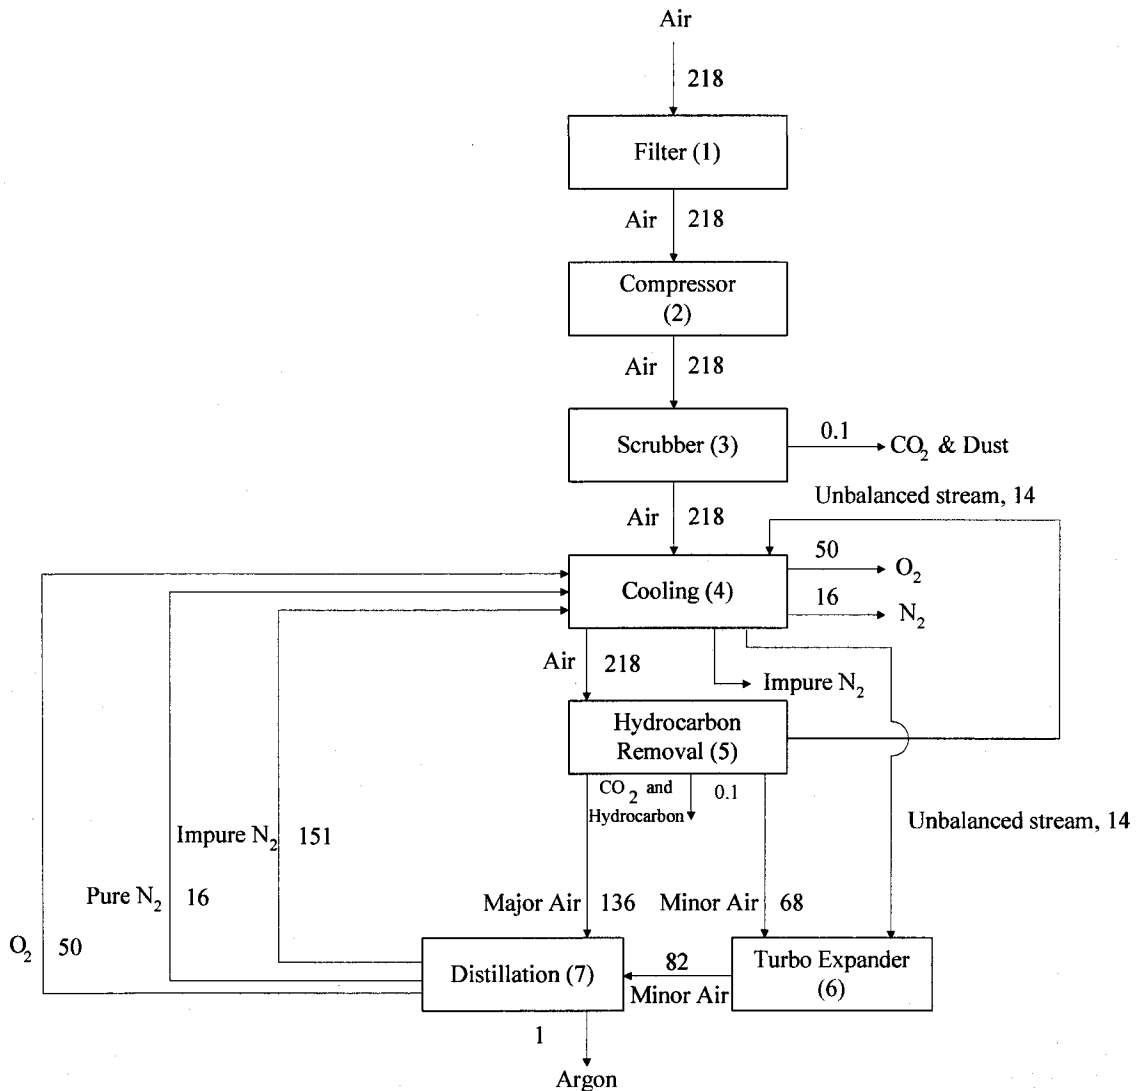 Air
218
Filter (1)
Air 218
Compressor
(2)
Air 218
Scrubber (3)
0.1
CO2 & Dust
Unbalanced stream, 14
Air 218
50
O2
Cooling (4)
16
N2
Air 218
Impure N2
Hydrocarbon
Removal (5)
CO2 and
Hydrocarbon
0.1
Unbalanced stream, 14
Impure N2 151
Pure N2 16
O2 50
Major Air 136
Minor Air 68
Distillation (7)
82
Minor Air
Turbo Expander
(6)
1
Argon